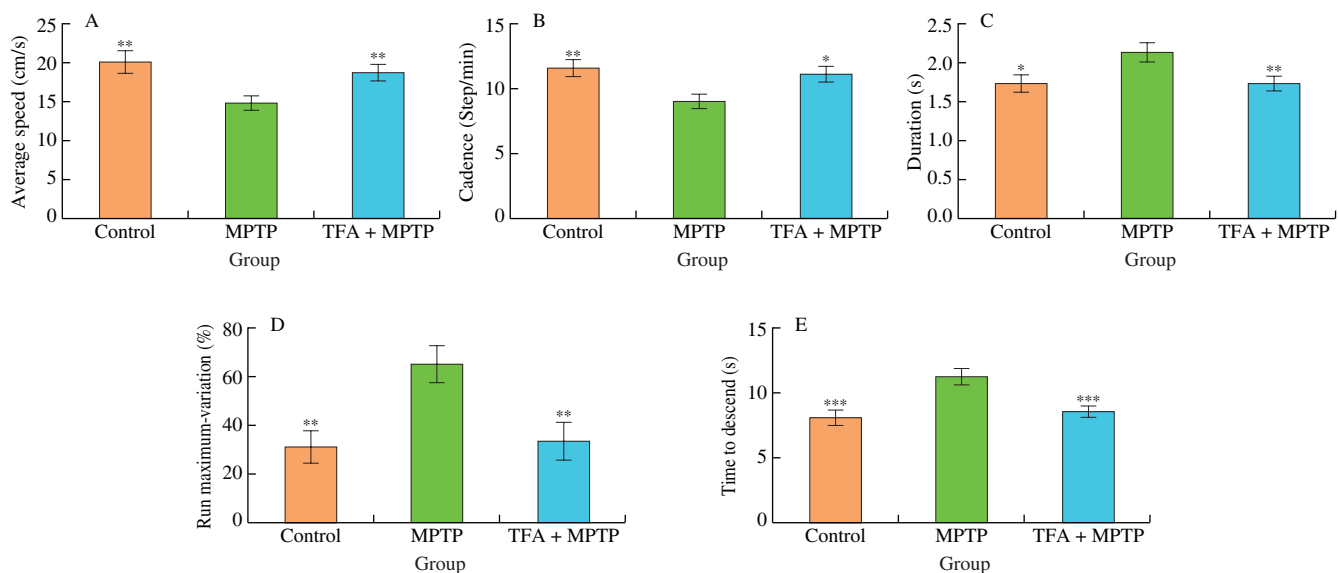 A
Average speed (cm/s)
25
20
15
10
5
0
**
**
Control MPTP TFA + MPTP
Group
B
Cadence (Step/min)
15
10
5
0
**
*
Control MPTP TFA + MPTP
Group
C
Duration (s)
2.5
2.0
1.5
1.0
2.5
0.0
*
**
Control MPTP TFA + MPTP
Group
D
Run maximum-variation (%)
80
60
40
20
0
**
**
Control MPTP TFA + MPTP
Group
E
Time to descend (s)
15
10
5
0
***
***
Control MPTP TFA + MPTP
Group